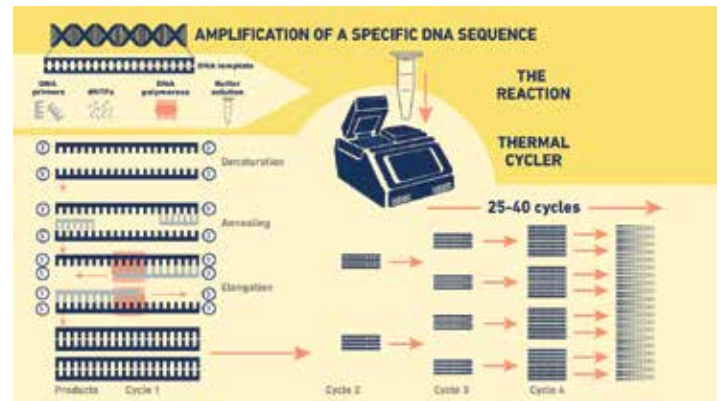 AMPLIFICATION OF A SPECIFIC DNA SEQUENCE
DNA template
DNA primers
dNTPs
DNA polymerase
Buffer solution
THE
REACTION
THERMAL
CYCLER
25-40 cycles
Denaturation
Annealing
Elongation
Products
Cycle 1
Cycle 2
Cycle 3
Cycle 4